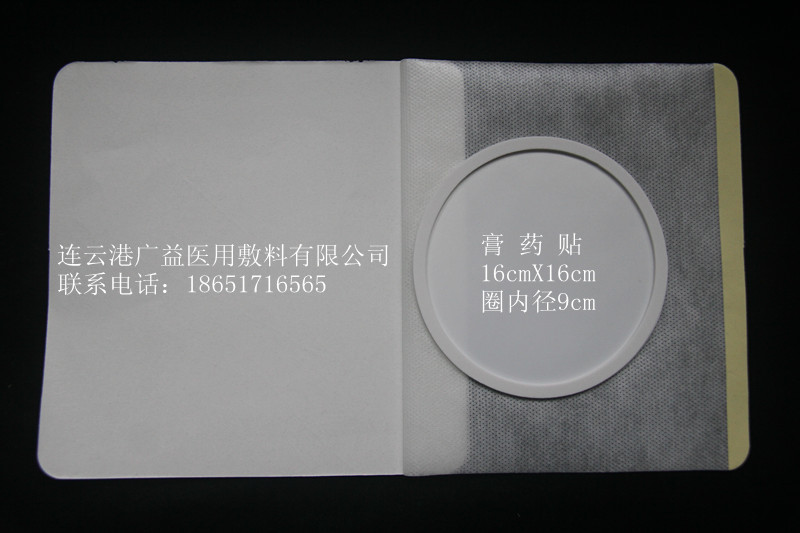 连云港广益医用敷料有限公司
联系电话：18651716565
膏 药 贴
16cmX16cm
圈内径9cm